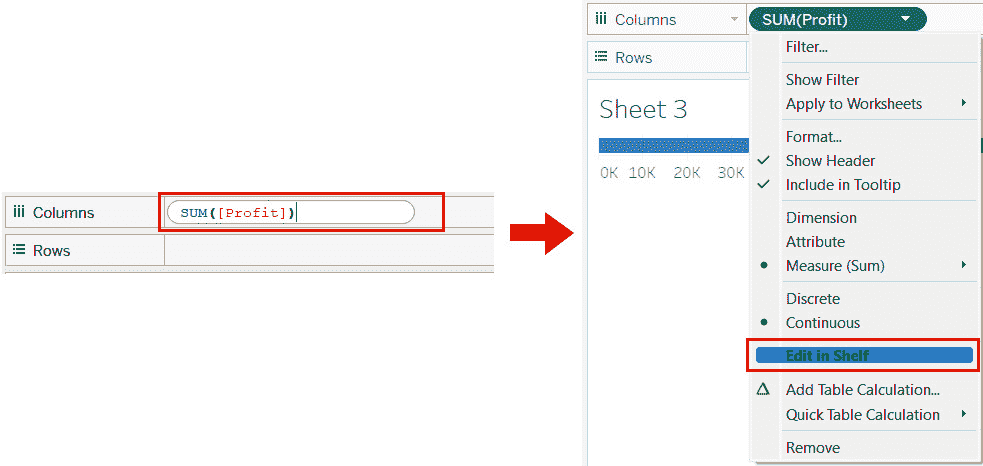 Columns
SUM([Profit])
Rows
Columns
SUM(Profit)
Rows
Sheet 3
0K 10K 20K 30K
Filter...
Show Filter
Apply to Worksheets
Format...
Show Header
Include in Tooltip
Dimension
Attribute
Measure (Sum)
Discrete
Continuous
Edit in Shelf
Add Table Calculation...
Quick Table Calculation
Remove